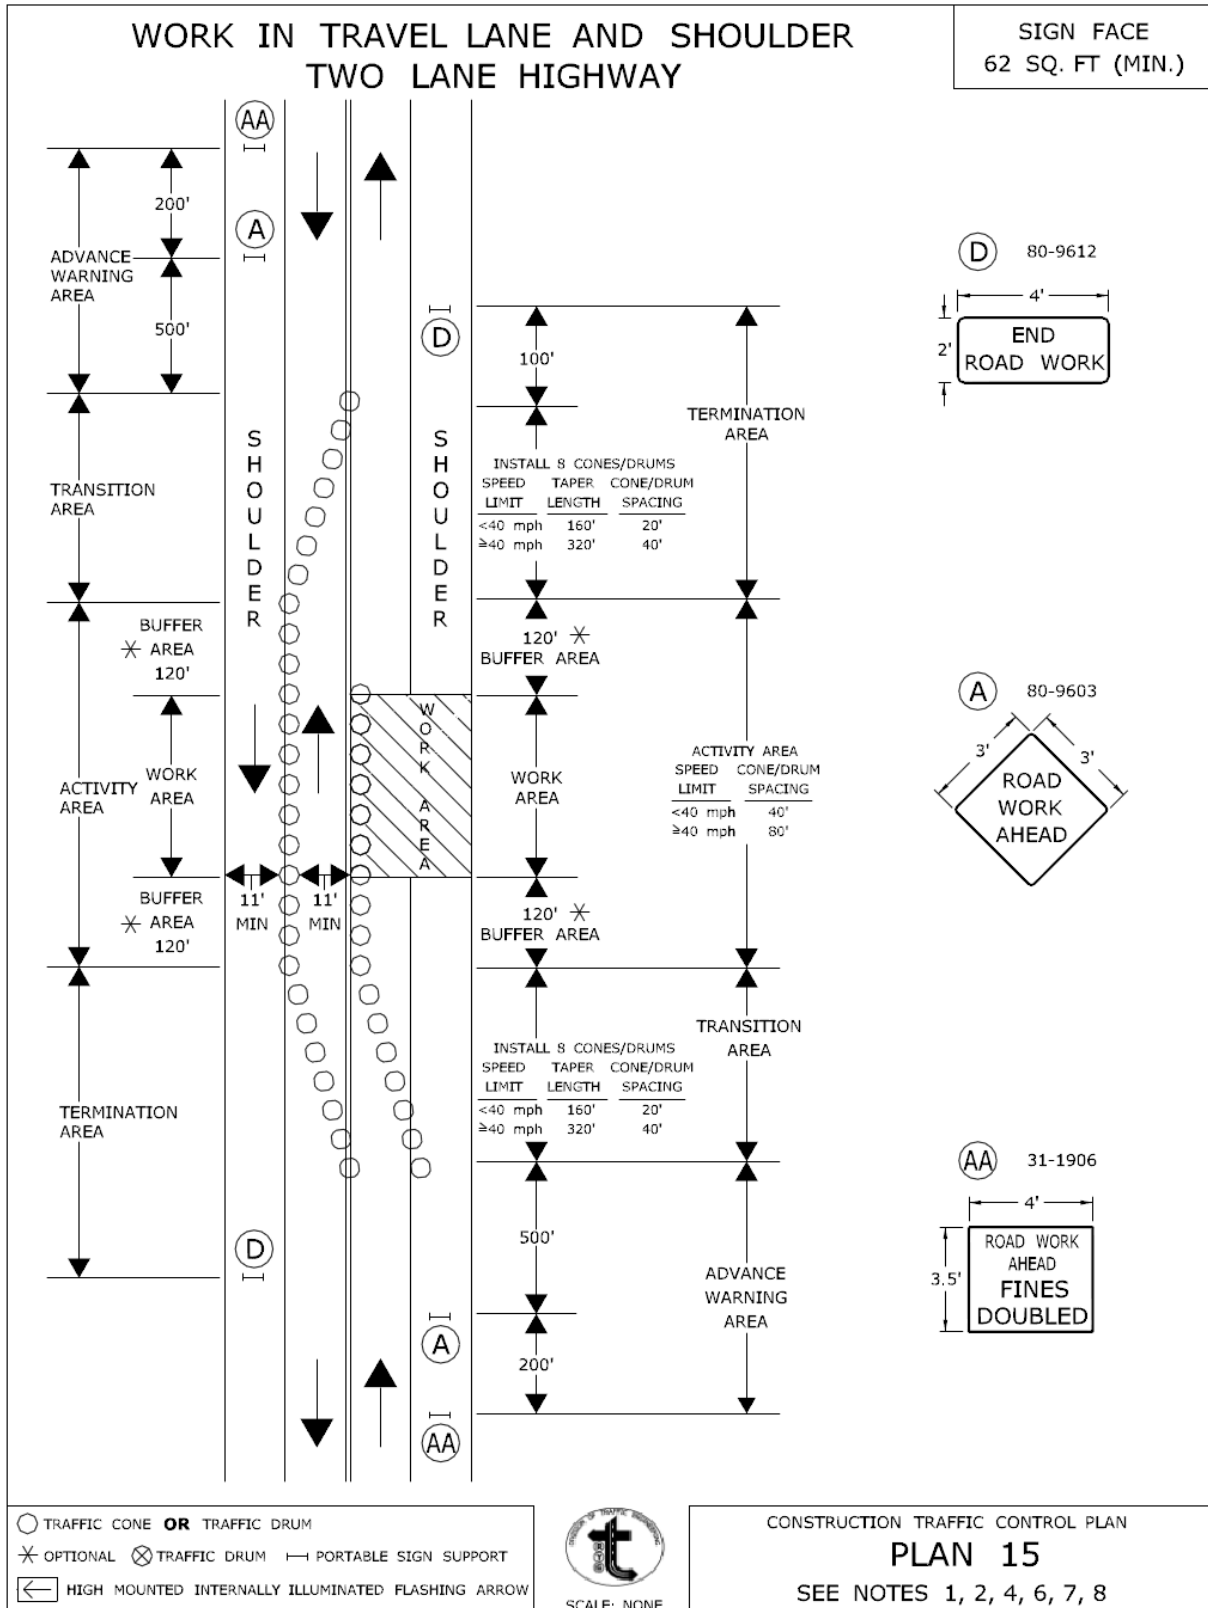 WORK IN TRAVEL LANE AND SHOULDER
TWO LANE HIGHWAY
SIGN FACE
62 SQ. FT (MIN.)
AA
200'
A
ADVANCE
WARNING
AREA
500'
TRANSITION
AREA
SHOULDER
BUFFER
* AREA
120'
ACTIVITY
AREA
WORK
AREA
11'
MIN
11'
MIN
BUFFER
* AREA
120'
TERMINATION
AREA
D
D
100'
TERMINATION
AREA
SHOULDER
INSTALL 8 CONES/DRUMS
SPEED TAPER CONE/DRUM
LIMIT LENGTH SPACING
<40 mph 160' 20'
≥40 mph 320' 40'
120' *
BUFFER AREA
WORK AREA
WORK
AREA
ACTIVITY AREA
SPEED CONE/DRUM
LIMIT SPACING
<40 mph 40'
≥40 mph 80'
120' *
BUFFER AREA
INSTALL 8 CONES/DRUMS
SPEED TAPER CONE/DRUM
LIMIT LENGTH SPACING
<40 mph 160' 20'
≥40 mph 320' 40'
TRANSITION
AREA
500'
ADVANCE
WARNING
AREA
A
200'
AA
D 80-9612
4'
2'
END
ROAD WORK
A 80-9603
3' 3'
ROAD
WORK
AHEAD
AA 31-1906
4'
3.5'
ROAD WORK
AHEAD
FINES
DOUBLED
TRAFFIC CONE OR TRAFFIC DRUM
* OPTIONAL TRAFFIC DRUM PORTABLE SIGN SUPPORT
HIGH MOUNTED INTERNALLY ILLUMINATED FLASHING ARROW
DIVISION OF TRAFFIC ENGINEERING
t
SCALE: NONE
CONSTRUCTION TRAFFIC CONTROL PLAN
PLAN 15
SEE NOTES 1, 2, 4, 6, 7, 8